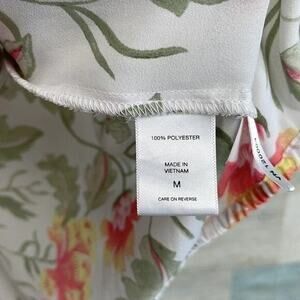 100% POLYESTER
MADE IN
VIETNAM
M
CARE ON REVERSE